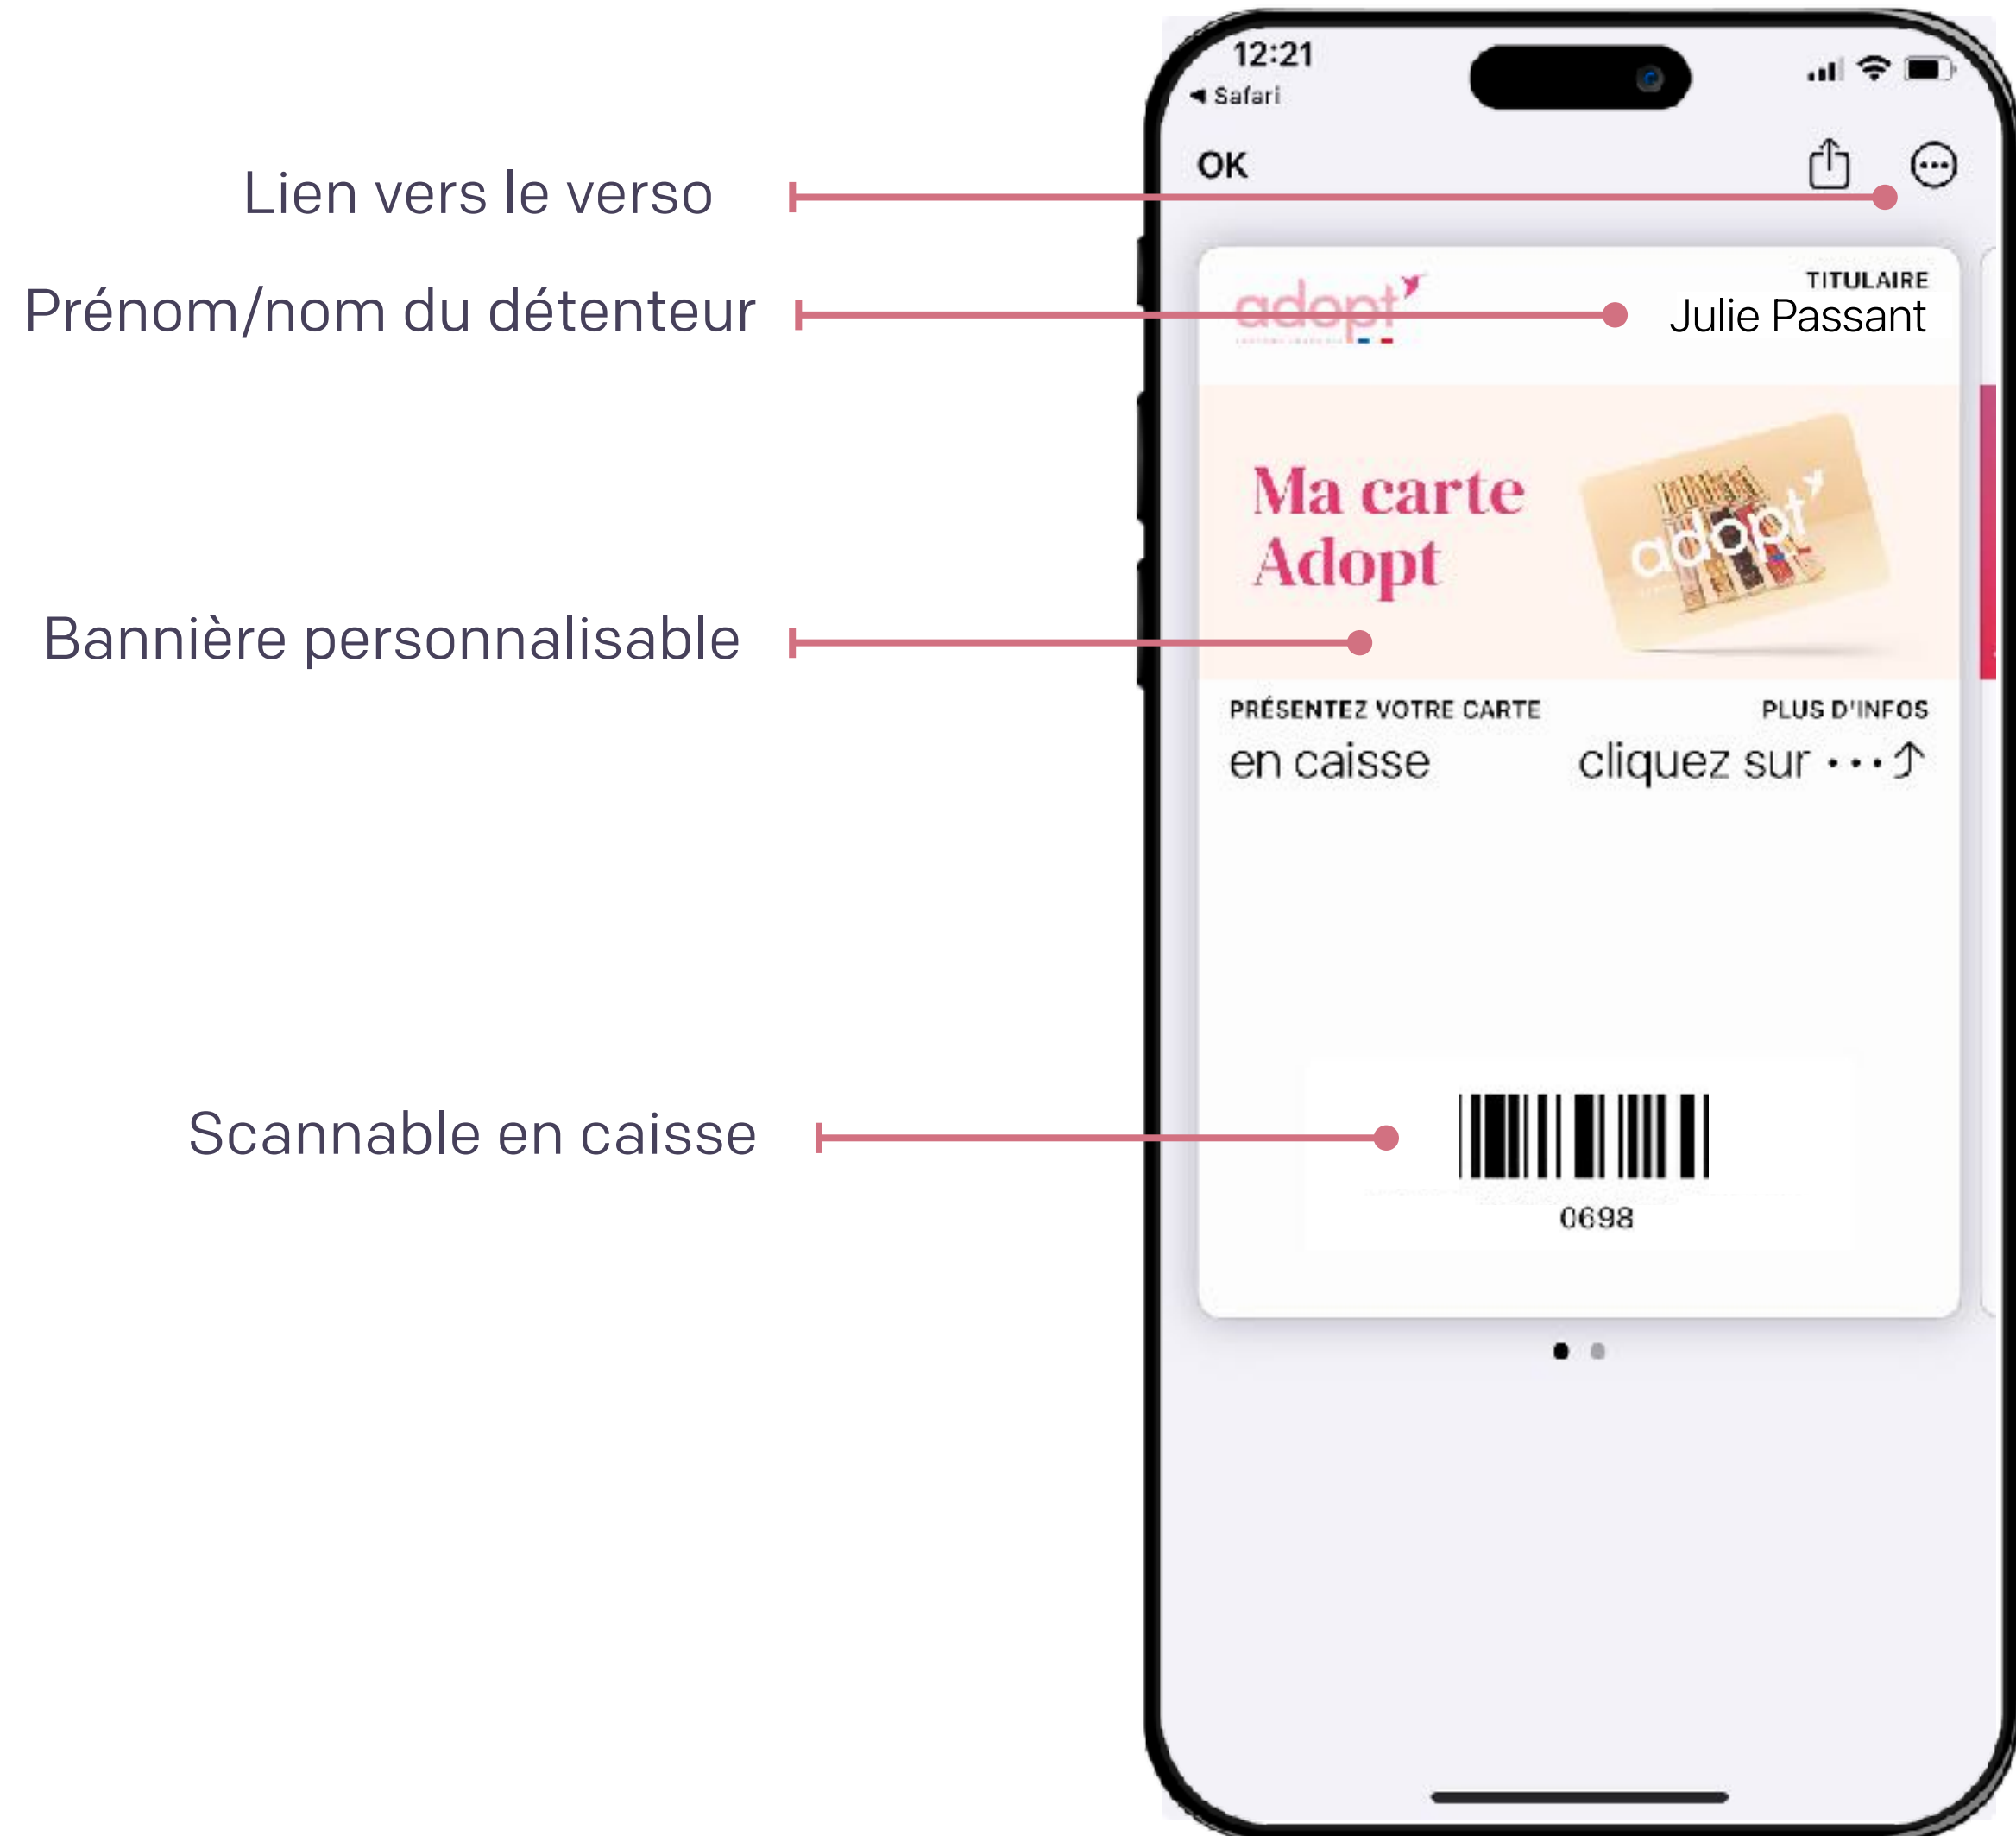 12:21
Safari
OK
Lien vers le verso
TITULAIRE
adopt
Julie Passant
Prénom/nom du détenteur
Ma carte
Adopt
adopt
Bannière personnalisable
PRÉSENTEZ VOTRE CARTE
PLUS D'INFOS
en caisse
cliquez sur •••
Scannable en caisse
0698